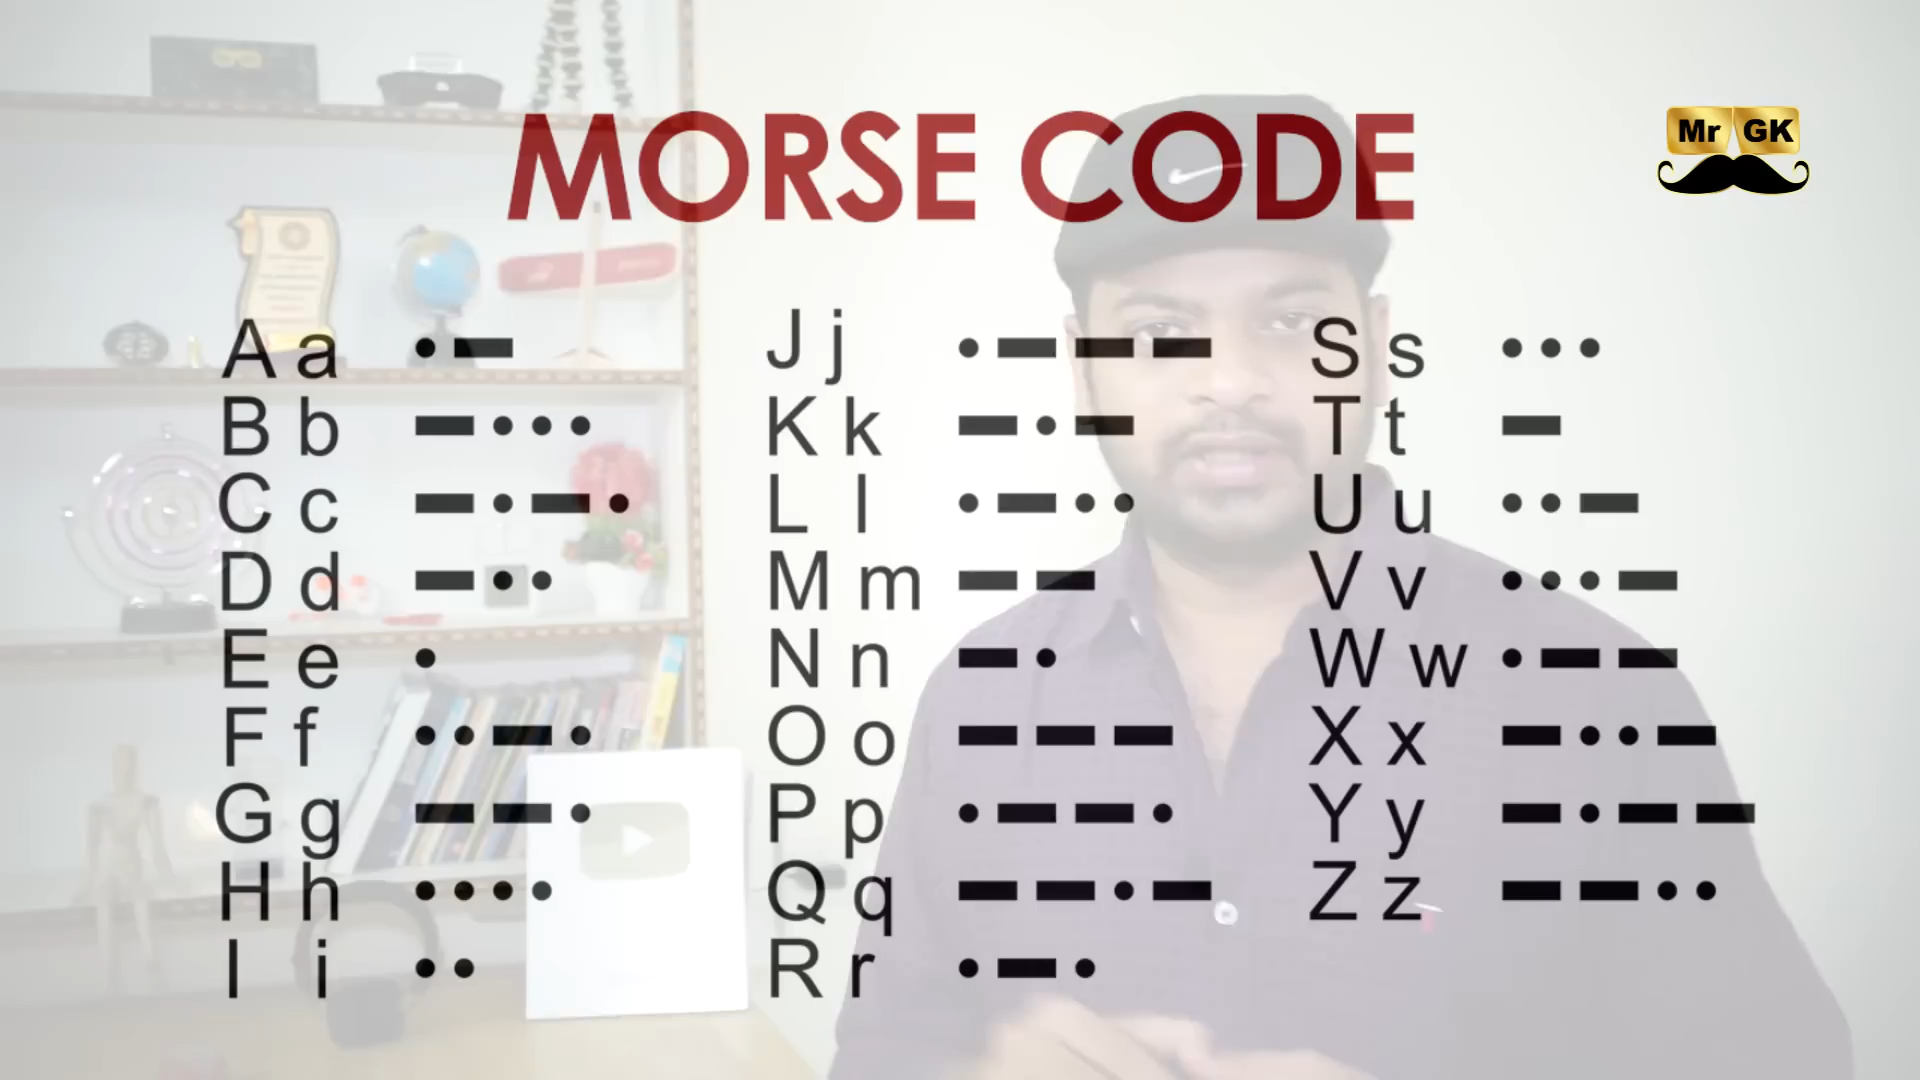 MORSE CODE
Mr GK
A a •–
B b –•••
C c –•–•
D d –••
E e •
F f ••–•
G g ––•
H h ••••
I i ••
J j •–––
K k –•–
L l •–••
M m ––
N n –•
O o –––
P p •––•
Q q ––•–
R r •–•
S s •••
T t –
U u ••–
V v •••–
W w •––
X x –••–
Y y –•––
Z z ––••